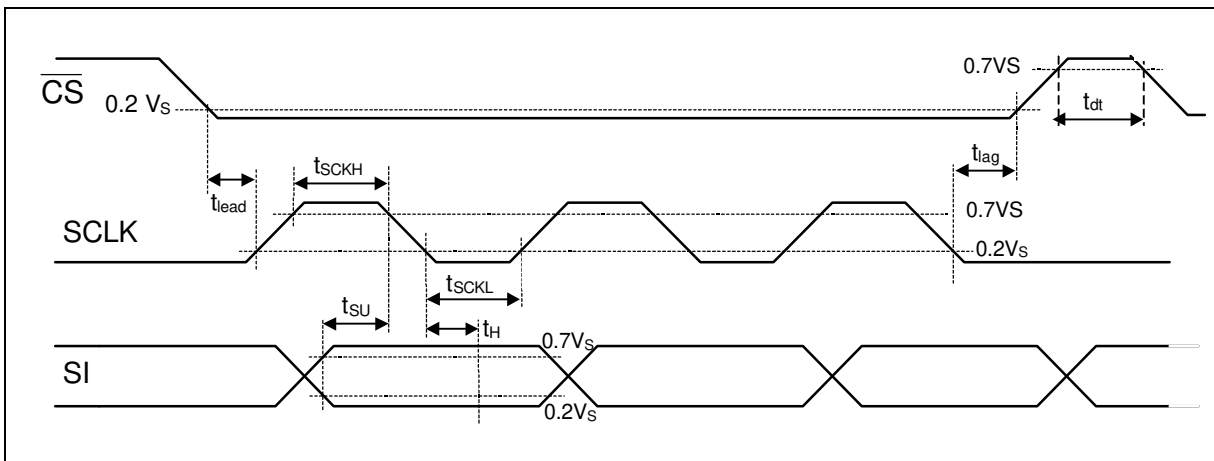 CS
0.2 VS
0.7VS
tdt
tlag
tSCKH
tlead
SCLK
0.7VS
0.2VS
tSCKL
tSU
tH
0.7VS
SI
0.2VS